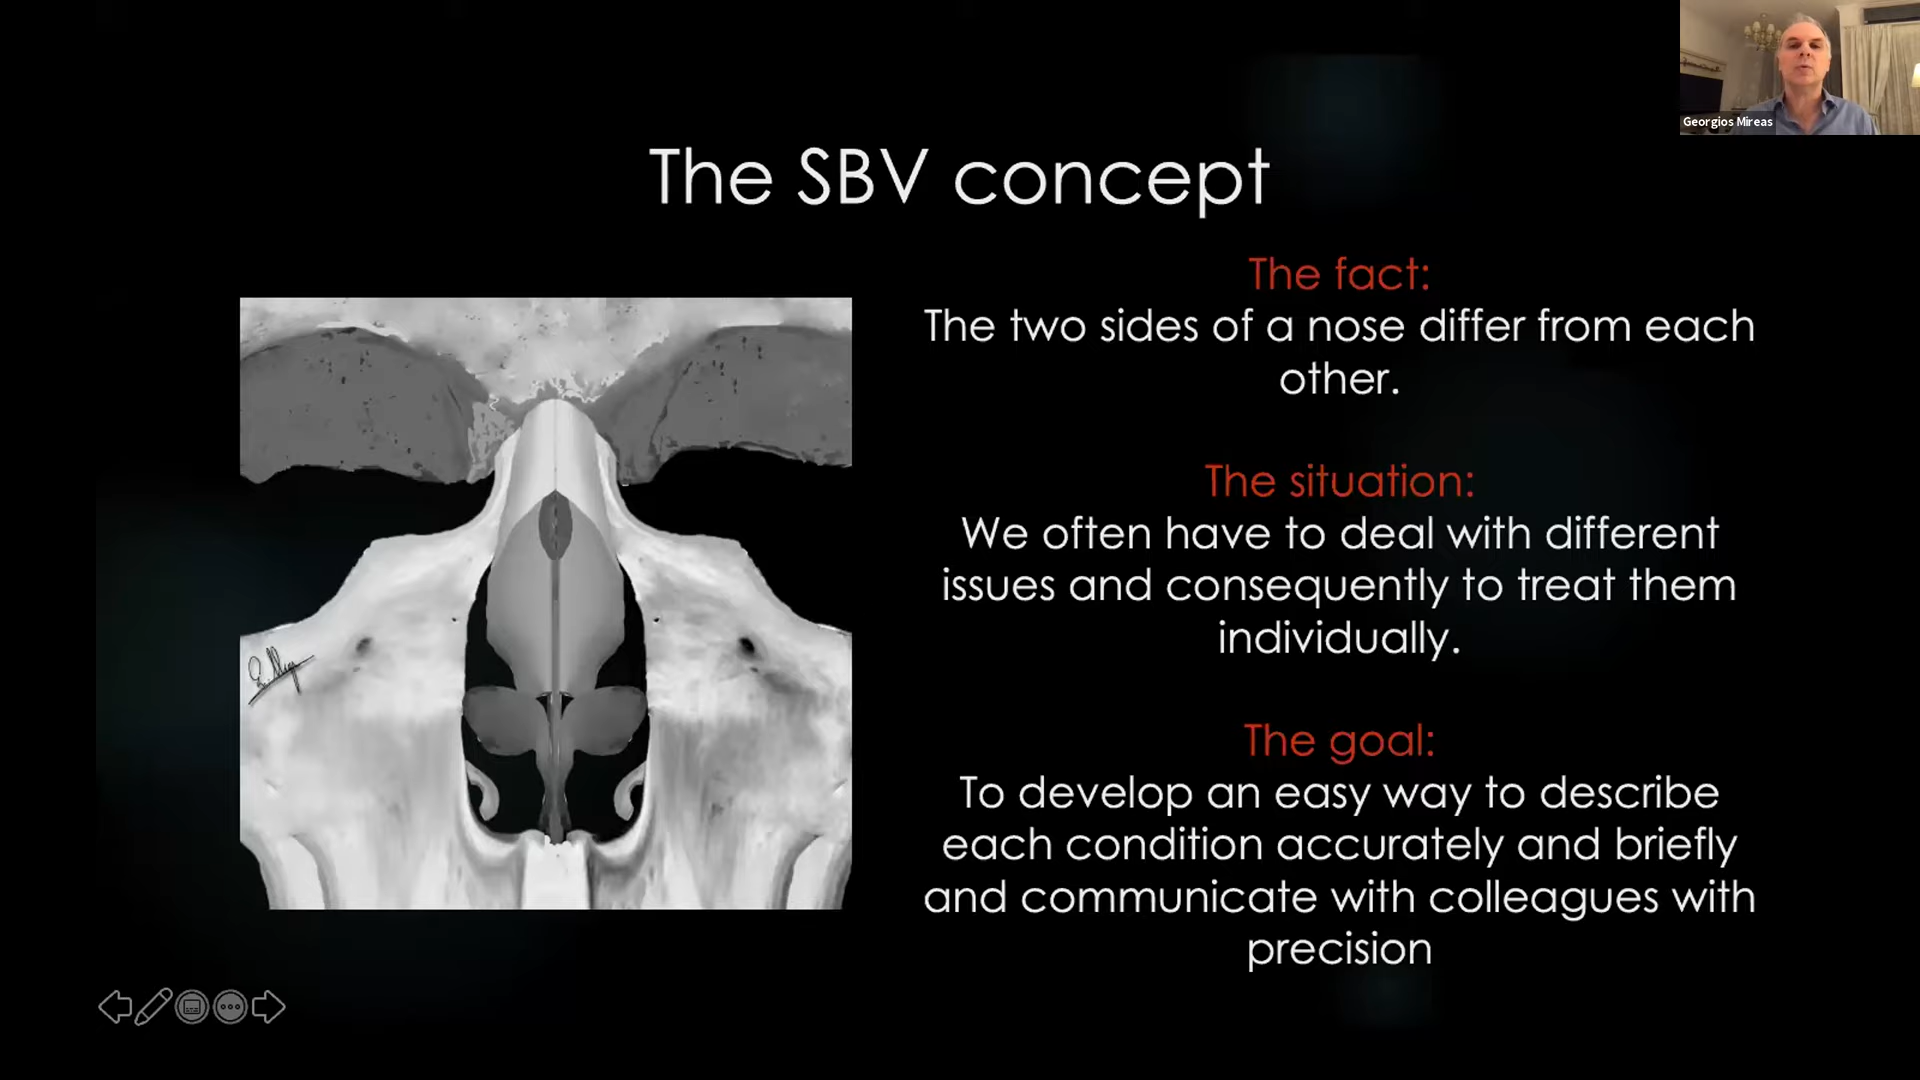 Georgios Mireas
The SBV concept
The fact:
The two sides of a nose differ from each
other.
The situation:
We often have to deal with different
issues and consequently to treat them
individually.
The goal:
To develop an easy way to describe
each condition accurately and briefly
and communicate with colleagues with
precision